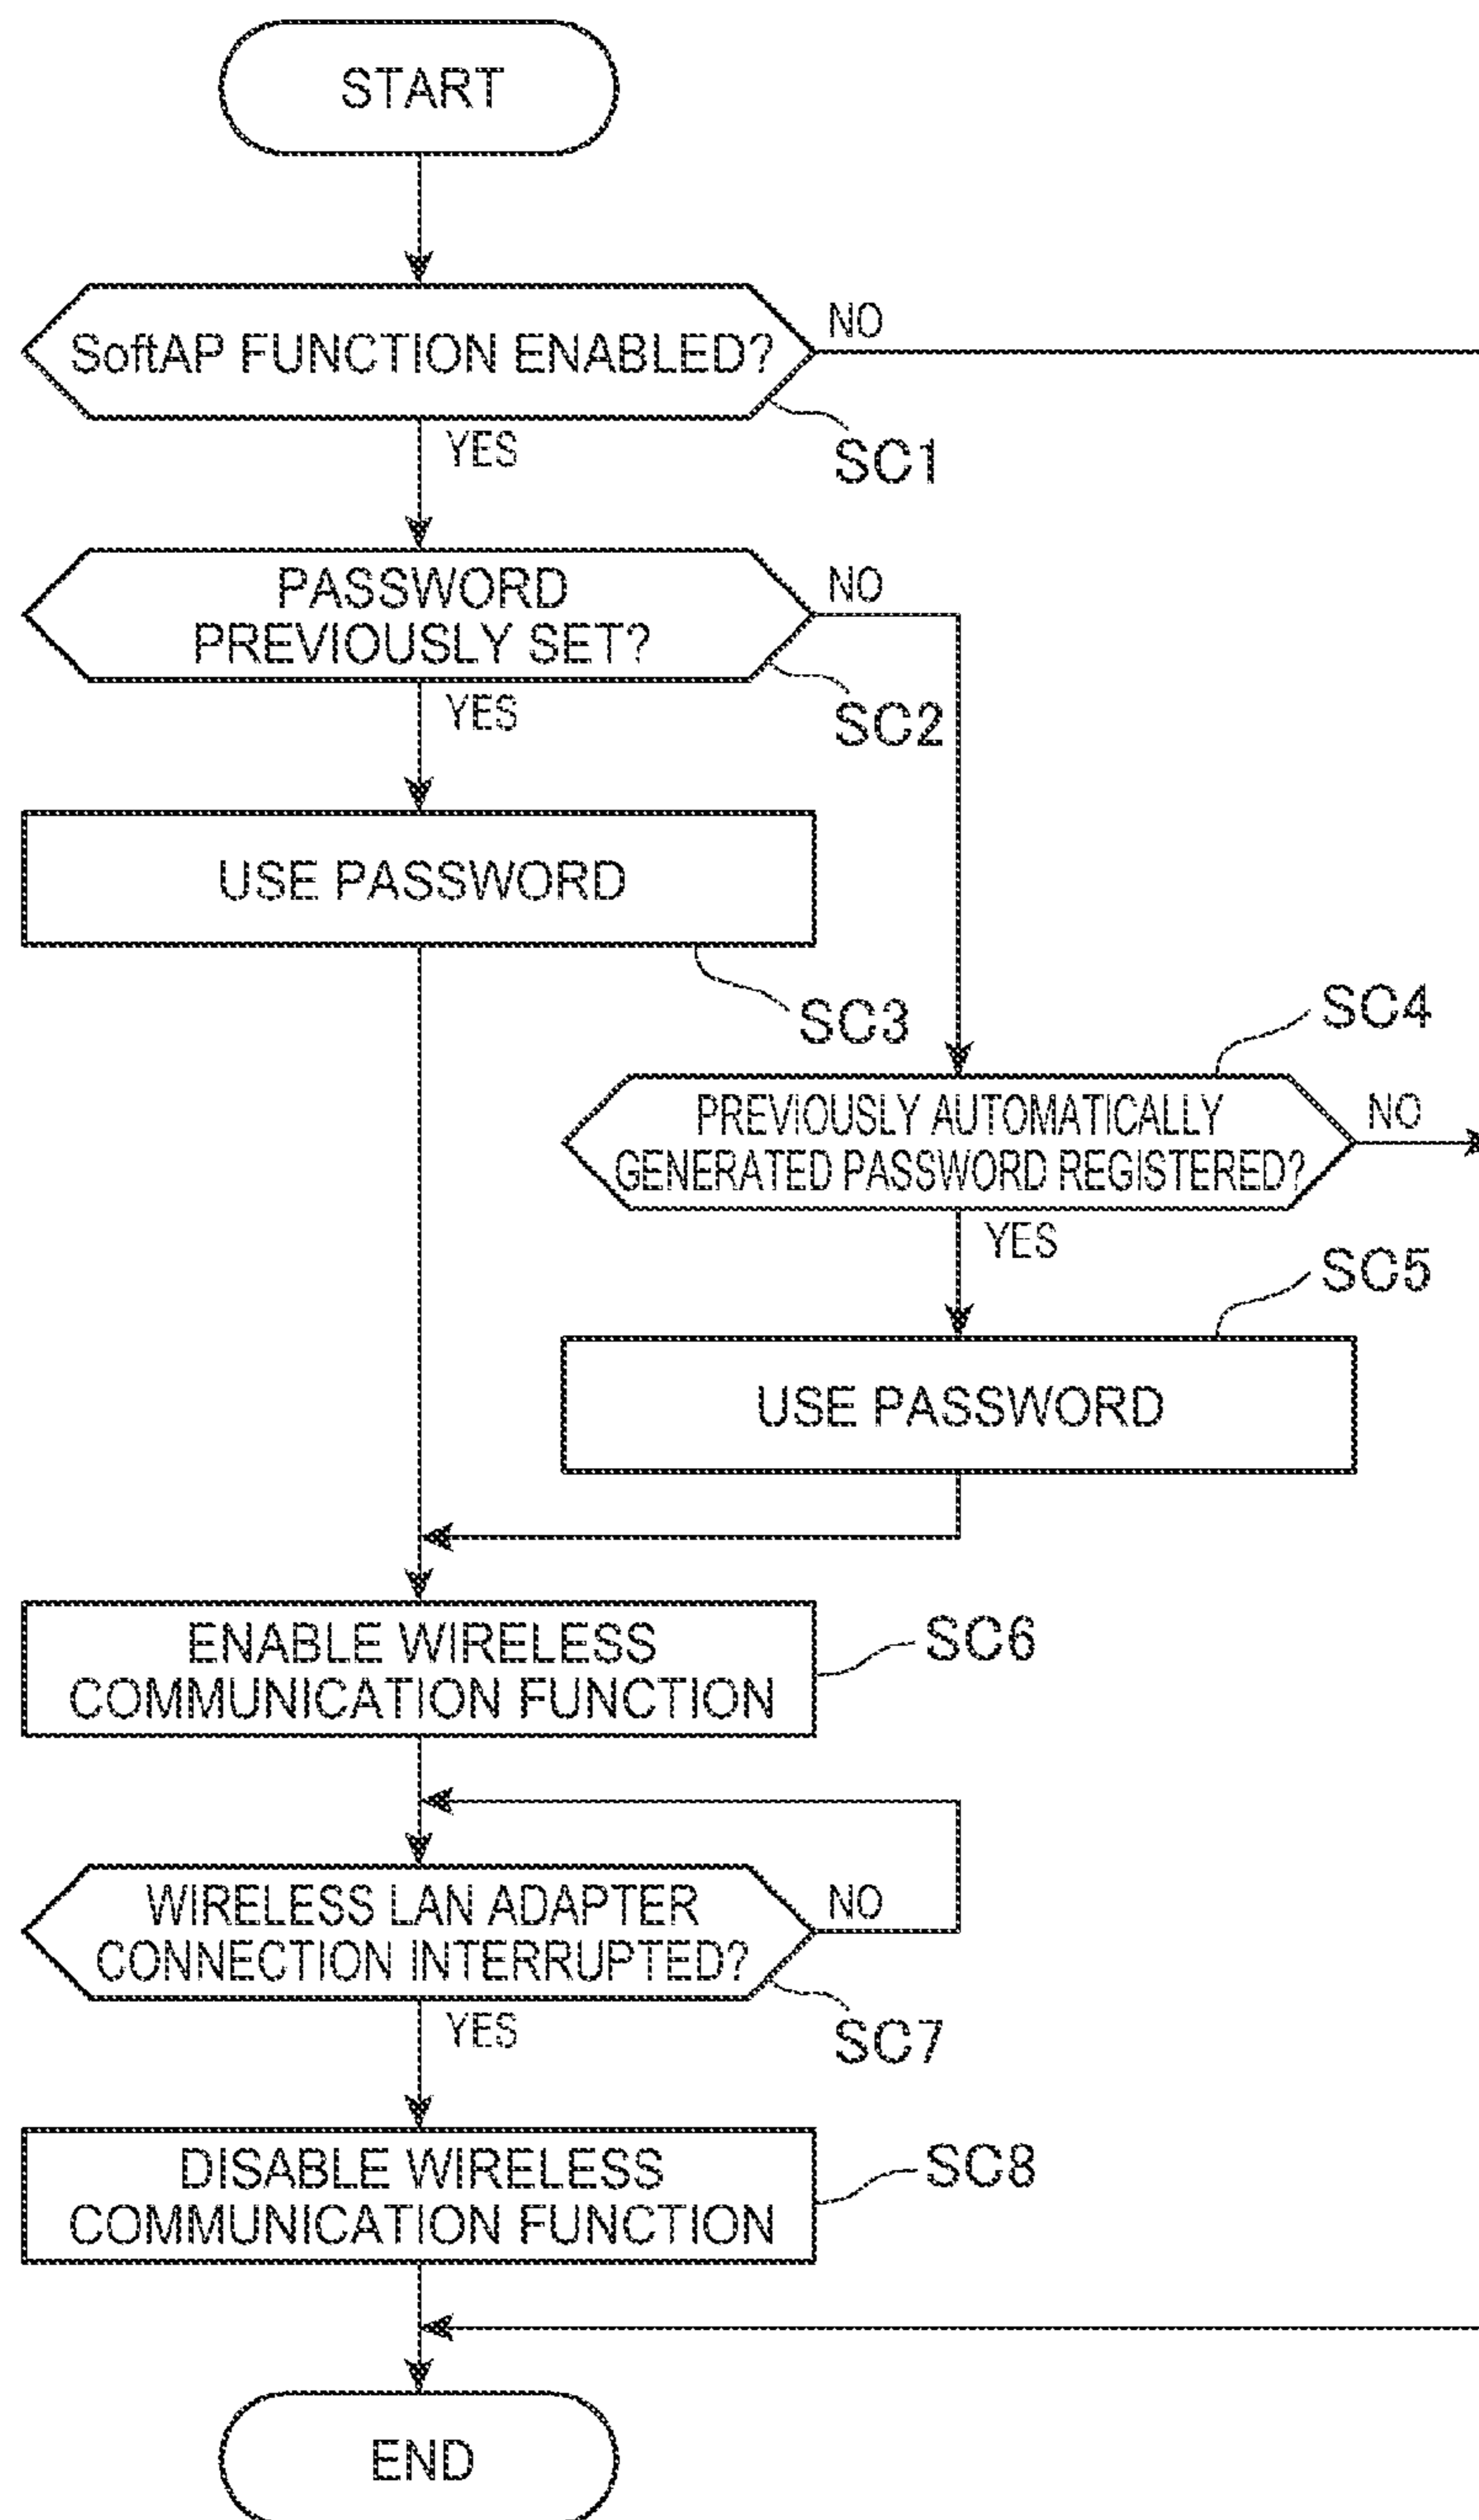 START
SoftAP FUNCTION ENABLED?
NO
SC1
YES
PASSWORD
PREVIOUSLY SET?
NO
SC2
YES
USE PASSWORD
SC3
SC4
PREVIOUSLY AUTOMATICALLY
GENERATED PASSWORD REGISTERED?
NO
YES
SC5
USE PASSWORD
ENABLE WIRELESS
COMMUNICATION FUNCTION
SC6
WIRELESS LAN ADAPTER
CONNECTION INTERRUPTED?
NO
SC7
YES
DISABLE WIRELESS
COMMUNICATION FUNCTION
SC8
END